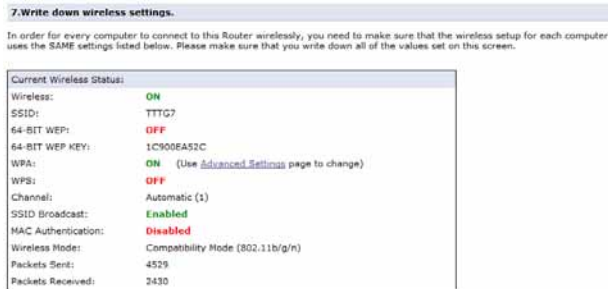 7.Write down wireless settings.
In order for every computer to connect to this Router wirelessly, you need to make sure that the wireless setup for each computer
uses the SAME settings listed below. Please make sure that you write down all of the values set on this screen.
Current Wireless Status:
Wireless: ON
SSID: TTTG7
64-BIT WEP: OFF
64-BIT WEP KEY: 1C900EA52C
WPA: ON (Use Advanced Settings page to change)
WPS: OFF
Channel: Automatic (1)
SSID Broadcast: Enabled
MAC Authentication: Disabled
Wireless Mode: Compatibility Mode (802.11b/g/n)
Packets Sent: 4529
Packets Received: 2430